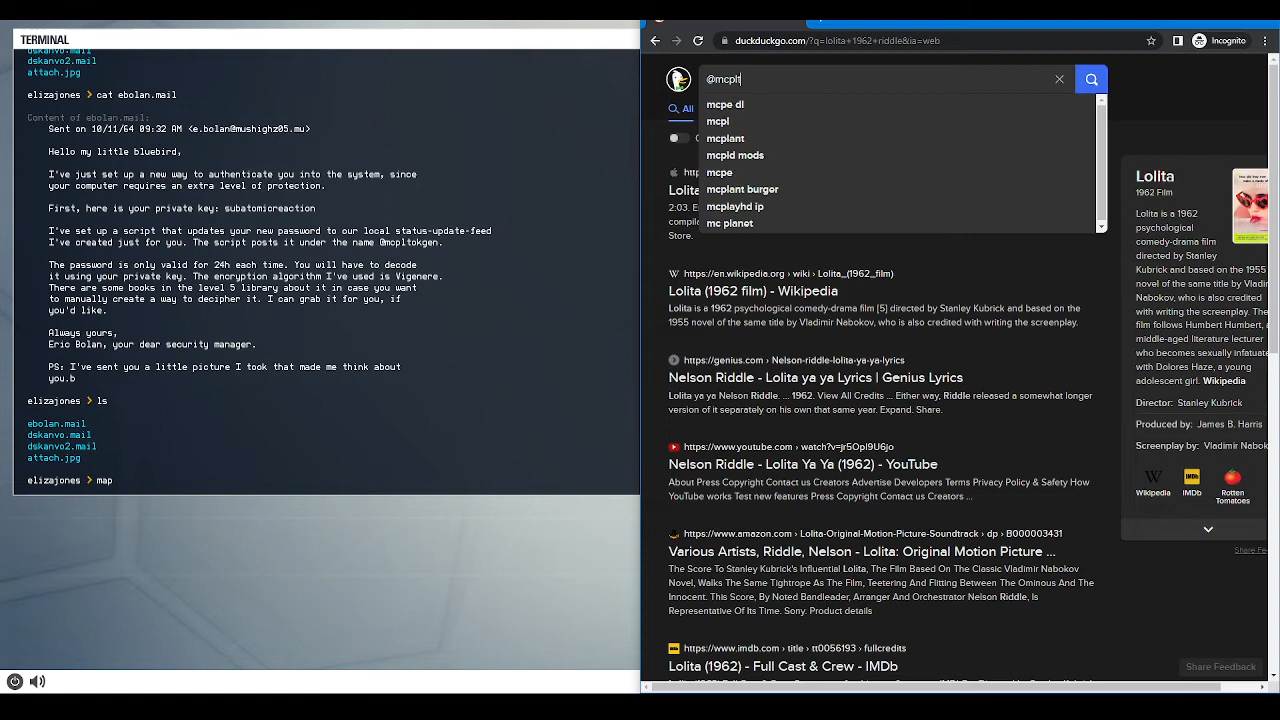 TERMINAL
dskanvo.mail
dskanvo2.mail
attach.jpg
elizajones > cat ebolan.mail
Content of ebolan.mail:
Sent on 10/11/64 09:32 AM <e.bolan@mushighz05.mu>
Hello my little bluebird,
I've just set up a new way to authenticate you into the system, since
your computer requires an extra level of protection.
First, here is your private key: subatomicreaction
I've set up a script that updates your new password to our local status-update-feed
I've created just for you. The script posts it under the name @mcpltokgen.
The password is only valid for 24h each time. You will have to decode
it using your private key. The encryption algorithm I've used is Vigenere.
There are some books in the level 5 library about it in case you want
to manually create a way to decipher it. I can grab it for you, if
you'd like.
Always yours,
Eric Bolan, your dear security manager.
PS: I've sent you a little picture I took that made me think about
you.b
elizajones > ls
ebolan.mail
dskanvo.mail
dskanvo2.mail
attach.jpg
elizajones > map
duckduckgo.com/?q=lolita+1962+riddle&ia=web
Incognito
@mcplt
All
mcpe dl
mcpl
mcplant
mcpld mods
mcpe
mcplant burger
mcplayhd ip
mc planet
Lolita
2:03.
compila
Store.
https://en.wikipedia.org › wiki › Lolita_(1962_film)
Lolita (1962 film) - Wikipedia
Lolita is a 1962 psychological comedy-drama film [5] directed by Stanley Kubrick and based on the
1955 novel of the same title by Vladimir Nabokov, who is also credited with writing the screenplay.
https://genius.com › Nelson-riddle-lolita-ya-ya-lyrics
Nelson Riddle - Lolita ya ya Lyrics | Genius Lyrics
Lolita ya ya Nelson Riddle. ... 1962. View All Credits ... Either way, Riddle released a somewhat longer
version of it separately on his own that same year. Expand. Share.
https://www.youtube.com › watch?v=jr5OpI9U6jo
Nelson Riddle - Lolita Ya Ya (1962) - YouTube
About Press Copyright Contact us Creators Advertise Developers Terms Privacy Policy & Safety How
YouTube works Test new features Press Copyright Contact us Creators ...
https://www.amazon.com › Lolita-Original-Motion-Picture-Soundtrack › dp › B000003431
Various Artists, Riddle, Nelson - Lolita: Original Motion Picture ...
The Score To Stanley Kubrick's Influential Lolita, The Film Based On The Classic Vladimir Nabokov
Novel, Walks The Same Tightrope As The Film, Teetering And Flitting Between The Ominous And The
Innocent. This Score, By Noted Bandleader, Arranger And Orchestrator Nelson Riddle, Is
Representative Of Its Time. Sony. Product details
https://www.imdb.com › title › tt0056193 › fullcredits
Lolita (1962) - Full Cast & Crew - IMDb
Lolita
1962 Film
Lolita is a 1962
psychological
comedy-drama film
directed by Stanley
Kubrick and based on the 1955
novel of the same title by Vladimir
Nabokov, who is also credited with
writing the screenplay. The
film follows Humbert Humbert, a
middle-aged literature lecturer
who becomes sexually infatuate
with Dolores Haze, a young
adolescent girl. Wikipedia
Director: Stanley Kubrick
Produced by: James B. Harris
Screenplay by: Vladimir Nabok
Wikipedia
IMDb
Rotten
Tomatoes
Share Fee
Share Feedback